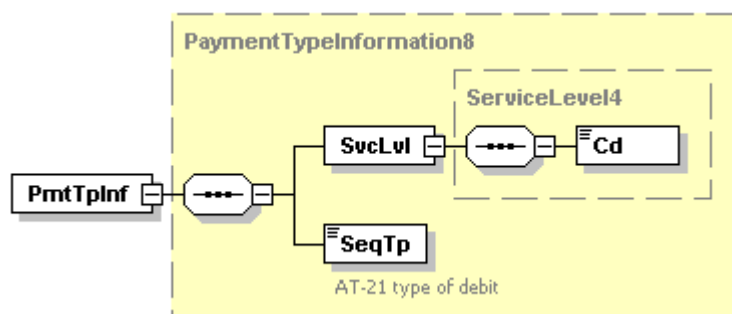 PaymentTypeInformation8
ServiceLevel4
SvcLvl
Cd
PmtTpInf
SeqTp
AT-21 type of debit